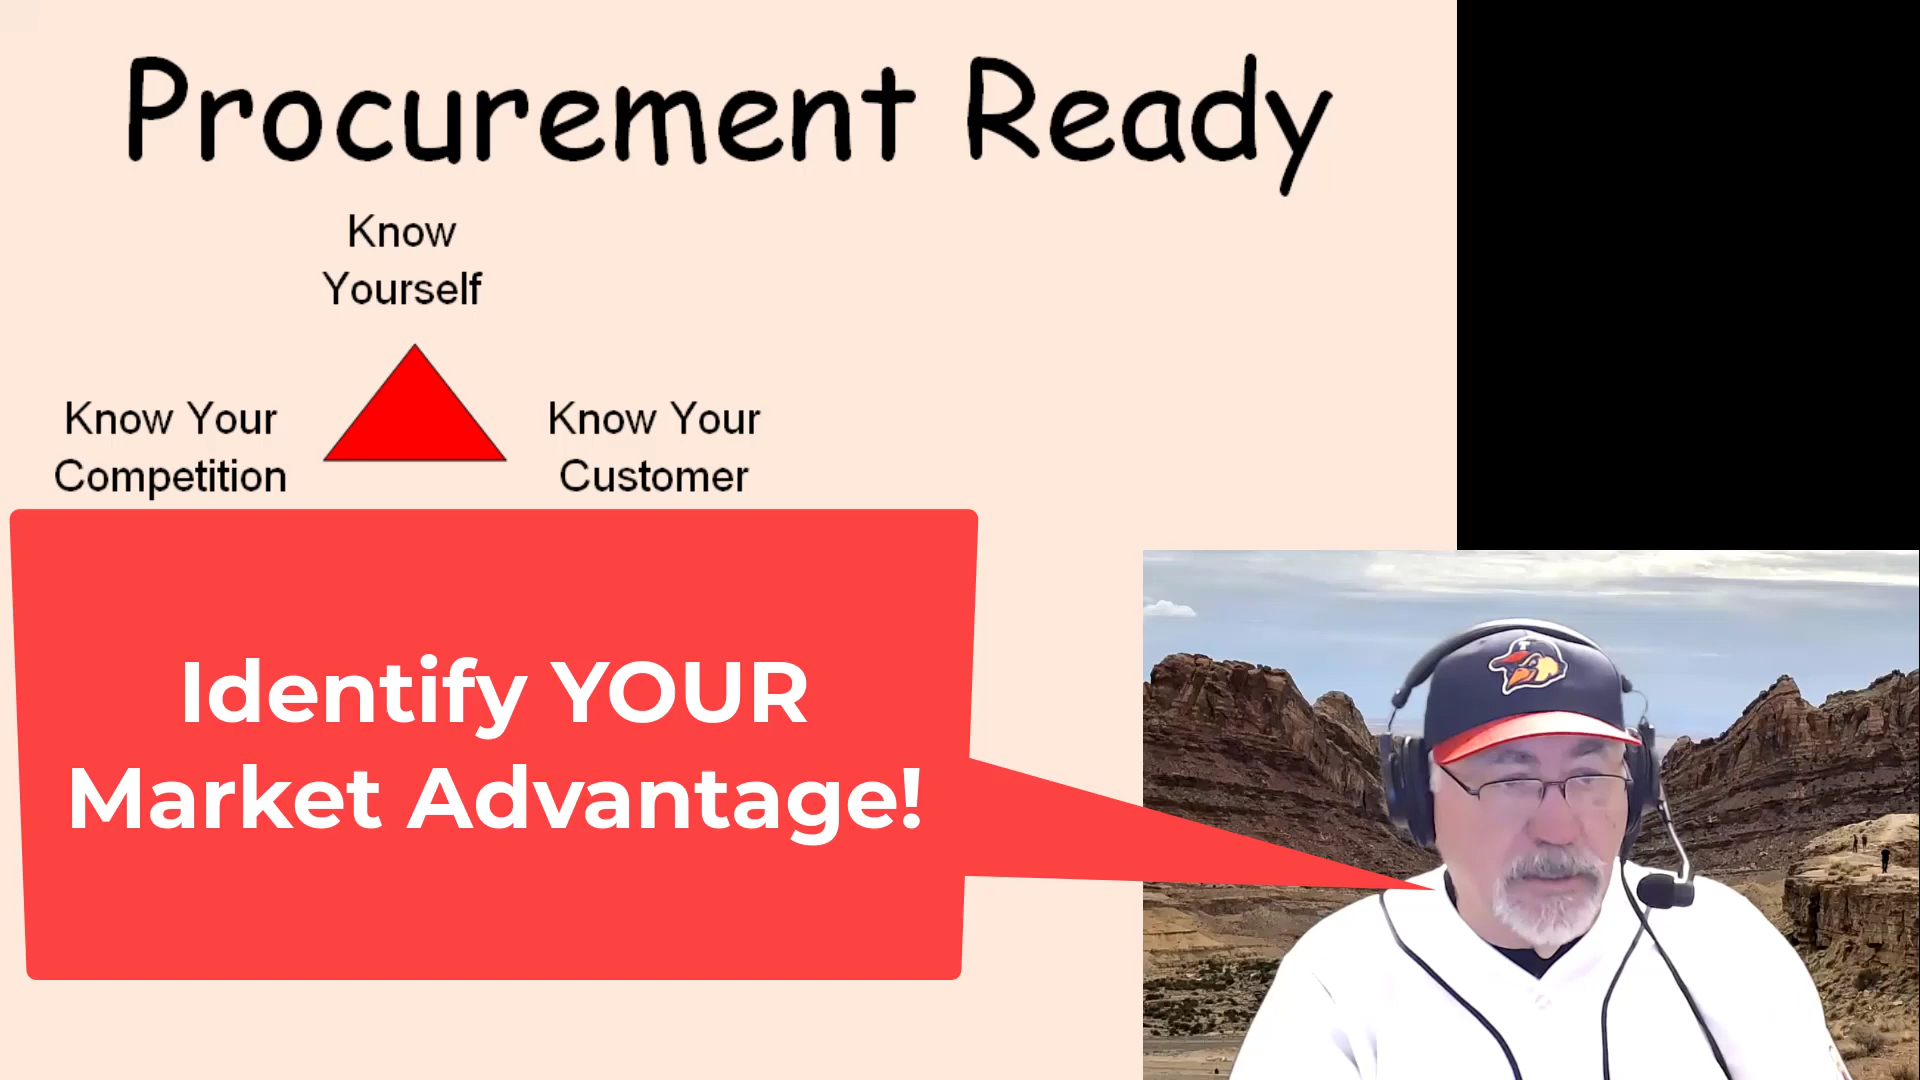 Procurement Ready
Know
Yourself
Know Your
Competition
Know Your
Customer
Identify YOUR
Market Advantage!